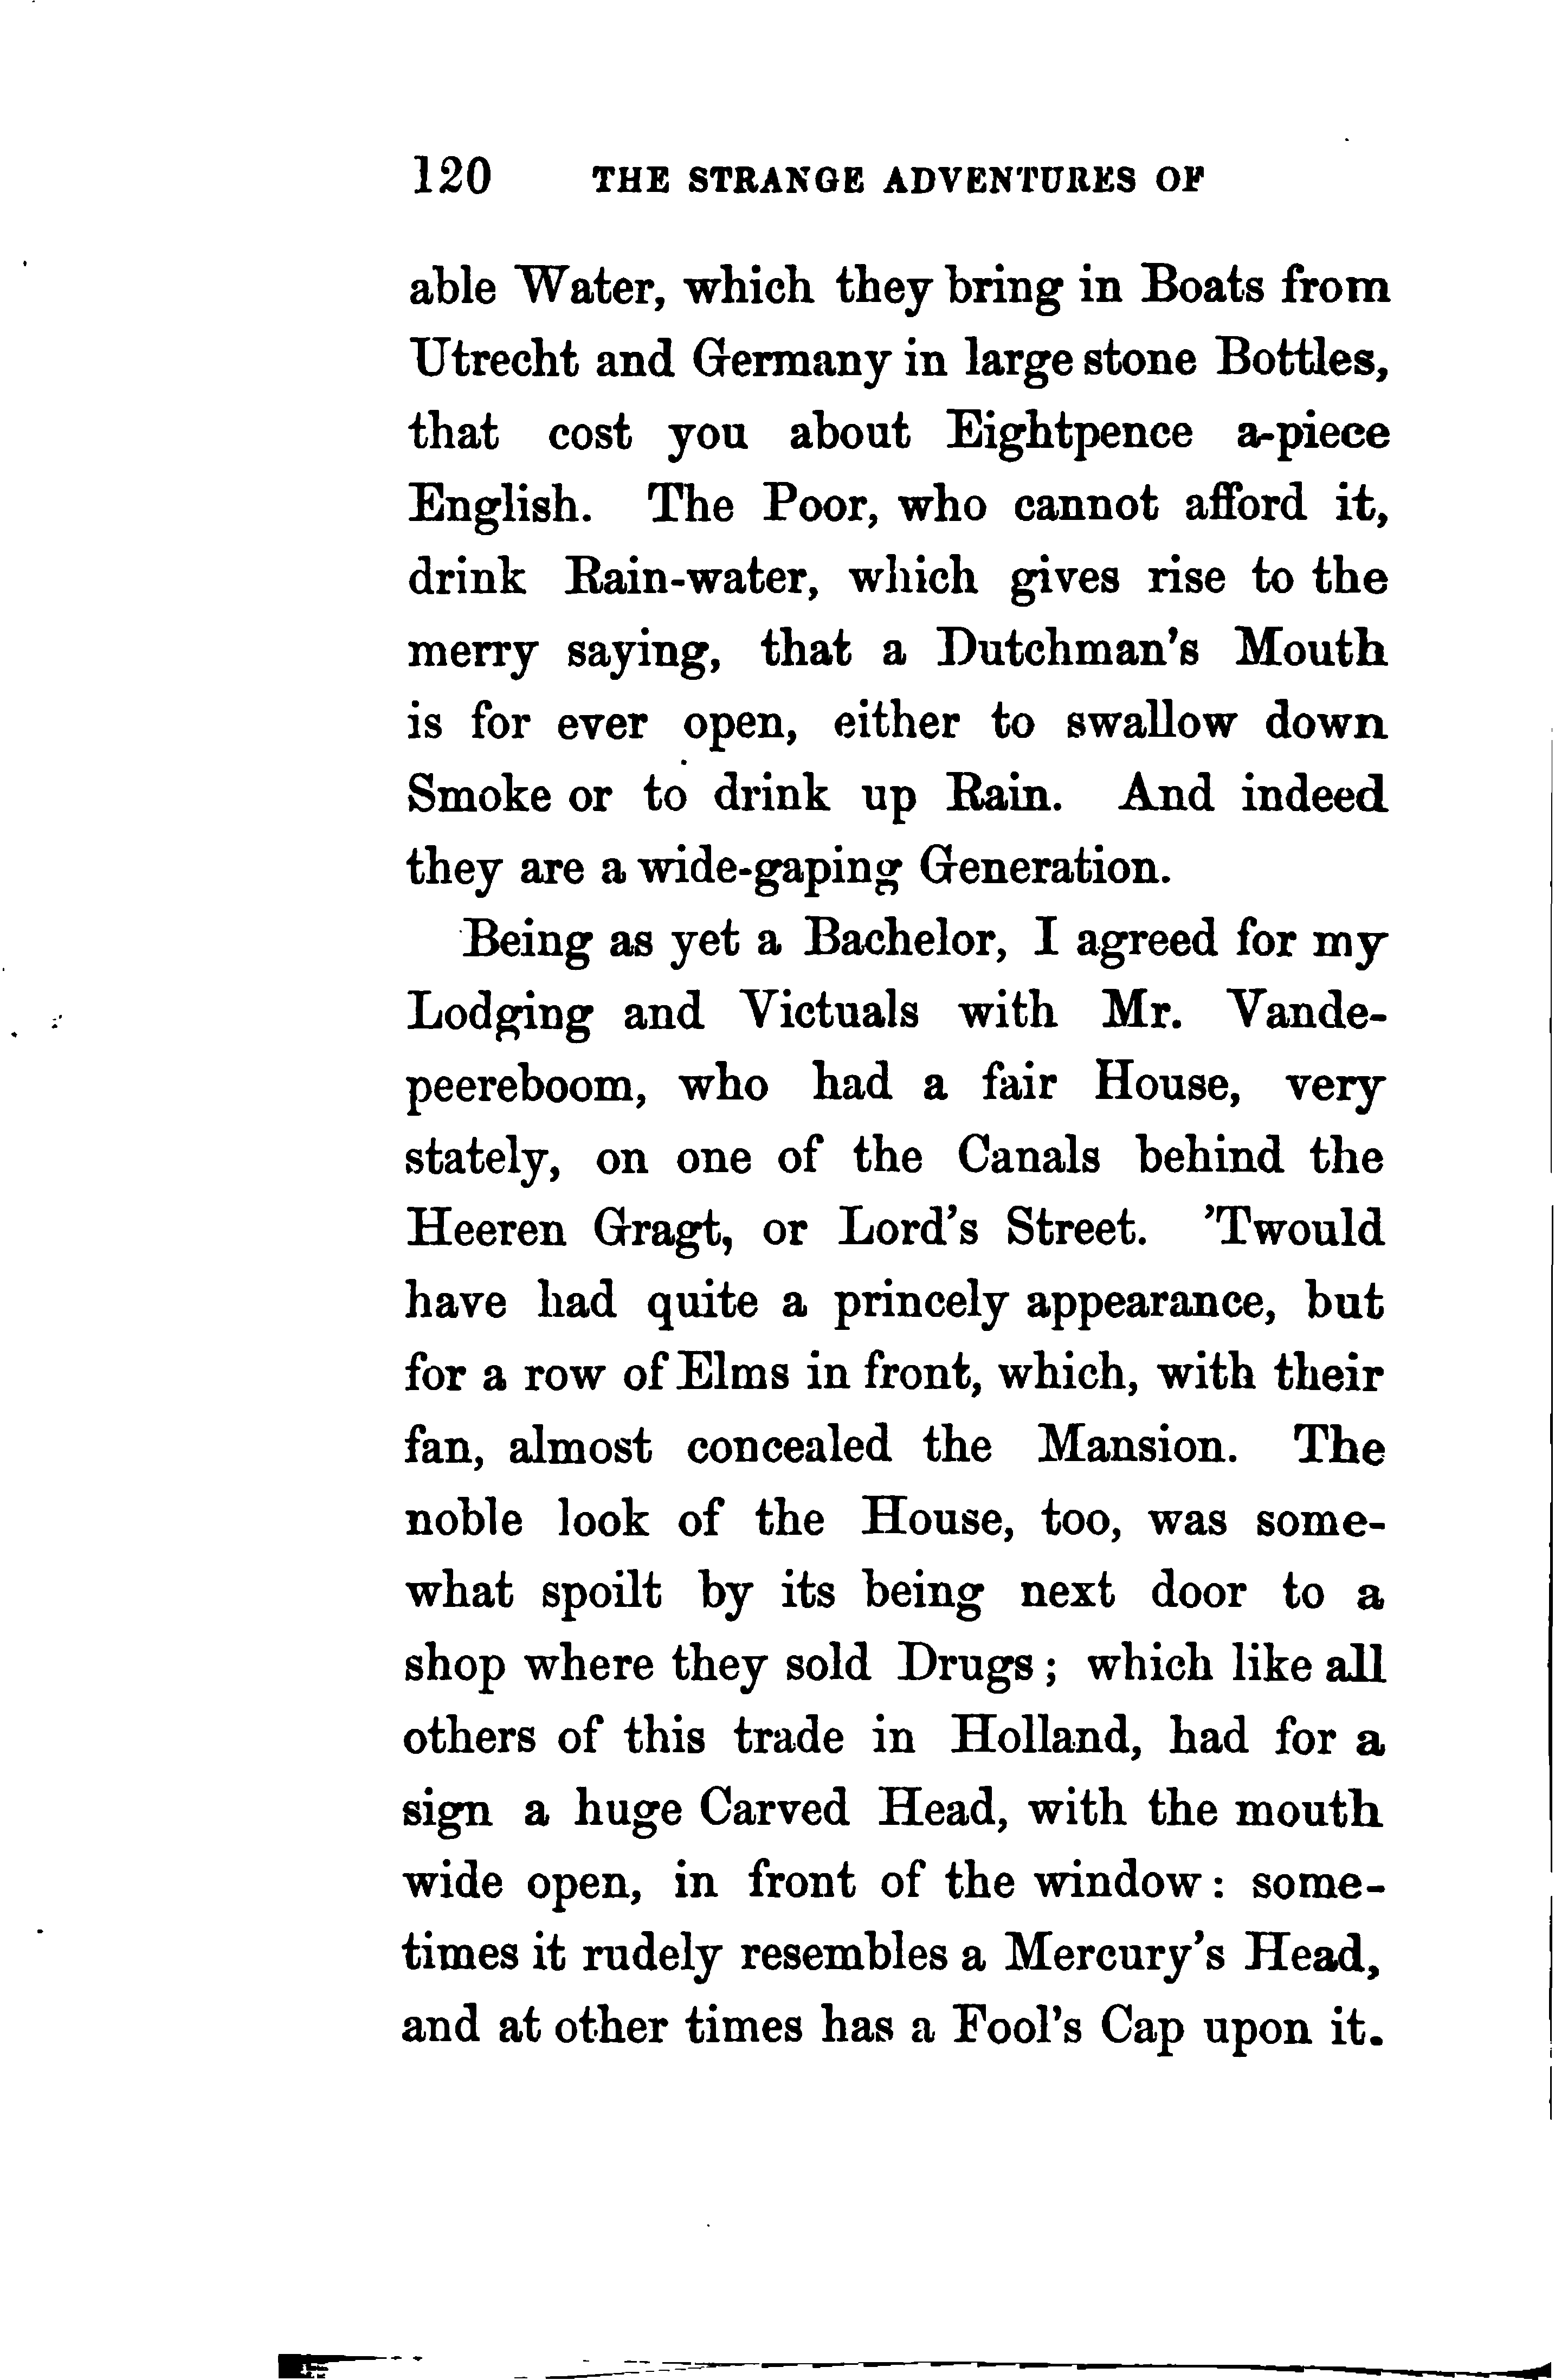 120 THE STRANGE ADVENTURES OF
able Water, which they bring in Boats from
Utrecht and Germany in large stone Bottles,
that cost you about Eightpence a-piece
English. The Poor, who cannot afford it,
drink Rain-water, which gives rise to the
merry saying, that a Dutchman's Mouth
is for ever open, either to swallow down
Smoke or to drink up Rain. And indeed
they are a wide-gaping Generation.
Being as yet a Bachelor, I agreed for my
Lodging and Victuals with Mr. Vande-
peereboom, who had a fair House, very
stately, on one of the Canals behind the
Heeren Gragt, or Lord's Street. 'Twould
have had quite a princely appearance, but
for a row of Elms in front, which, with their
fan, almost concealed the Mansion. The
noble look of the House, too, was some-
what spoilt by its being next door to a
shop where they sold Drugs; which like all
others of this trade in Holland, had for a
sign a huge Carved Head, with the mouth
wide open, in front of the window: some-
times it rudely resembles a Mercury's Head,
and at other times has a Fool's Cap upon it.